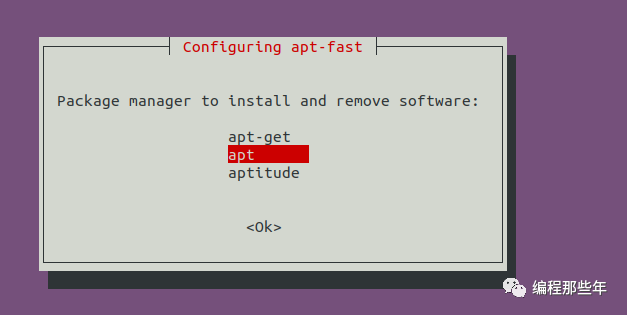 Configuring apt-fast
Package manager to install and remove software:
apt-get
apt
aptitude
<Ok>
编程那些年